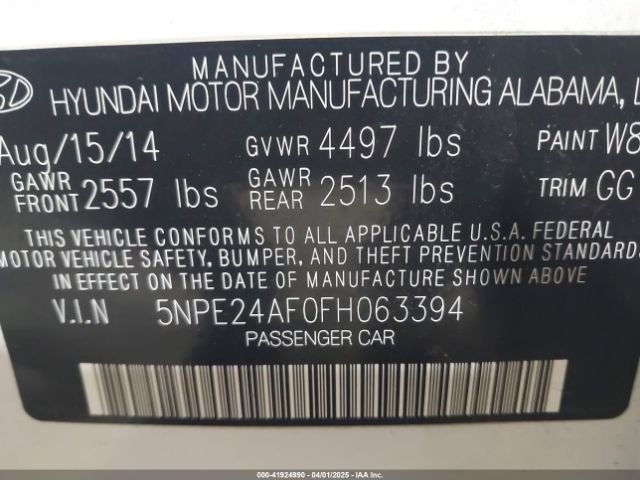 MANUFACTURED BY
HYUNDAI MOTOR MANUFACTURING ALABAMA,
Aug/15/14 GVWR 4497 lbs PAINT W8
GAWR FRONT 2557 lbs GAWR REAR 2513 lbs TRIM GG
THIS VEHICLE CONFORMS TO ALL APPLICABLE U.S.A. FEDERAL
MOTOR VEHICLE SAFETY, BUMPER, AND THEFT PREVENTION STANDARDS
IN EFFECT ON THE DATE OF MANUFACTURE SHOWN ABOVE
V.I.N 5NPE24AF0FH063394
PASSENGER CAR
000-41924990 04/01/2025 - IAA, Inc.